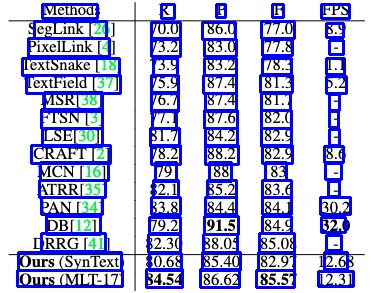 Methods R P F FPS
SegLink [26] 70.0 86.0 77.0 8.9
PixelLink [4] 73.2 83.0 77.8 -
TextSnake [18] 73.9 83.2 78.3 1.1
TextField [37] 75.9 87.4 81.3 5.2
MSR[38] 76.7 87.4 81.7 -
FTSN [3] 77.1 87.6 82.0 -
LSE[30] 81.7 84.2 82.9 -
CRAFT [2] 78.2 88.2 82.9 8.6
MCN [16] 79 88 83 -
ATRR[35] 82.1 85.2 83.6 -
PAN [34] 83.8 84.4 84.1 30.2
DB[12] 79.2 91.5 84.9 32.0
DRRG [41] 82.30 88.05 85.08 -
Ours (SynText) 80.68 85.40 82.97 12.68
Ours (MLT-17) 84.54 86.62 85.57 12.31